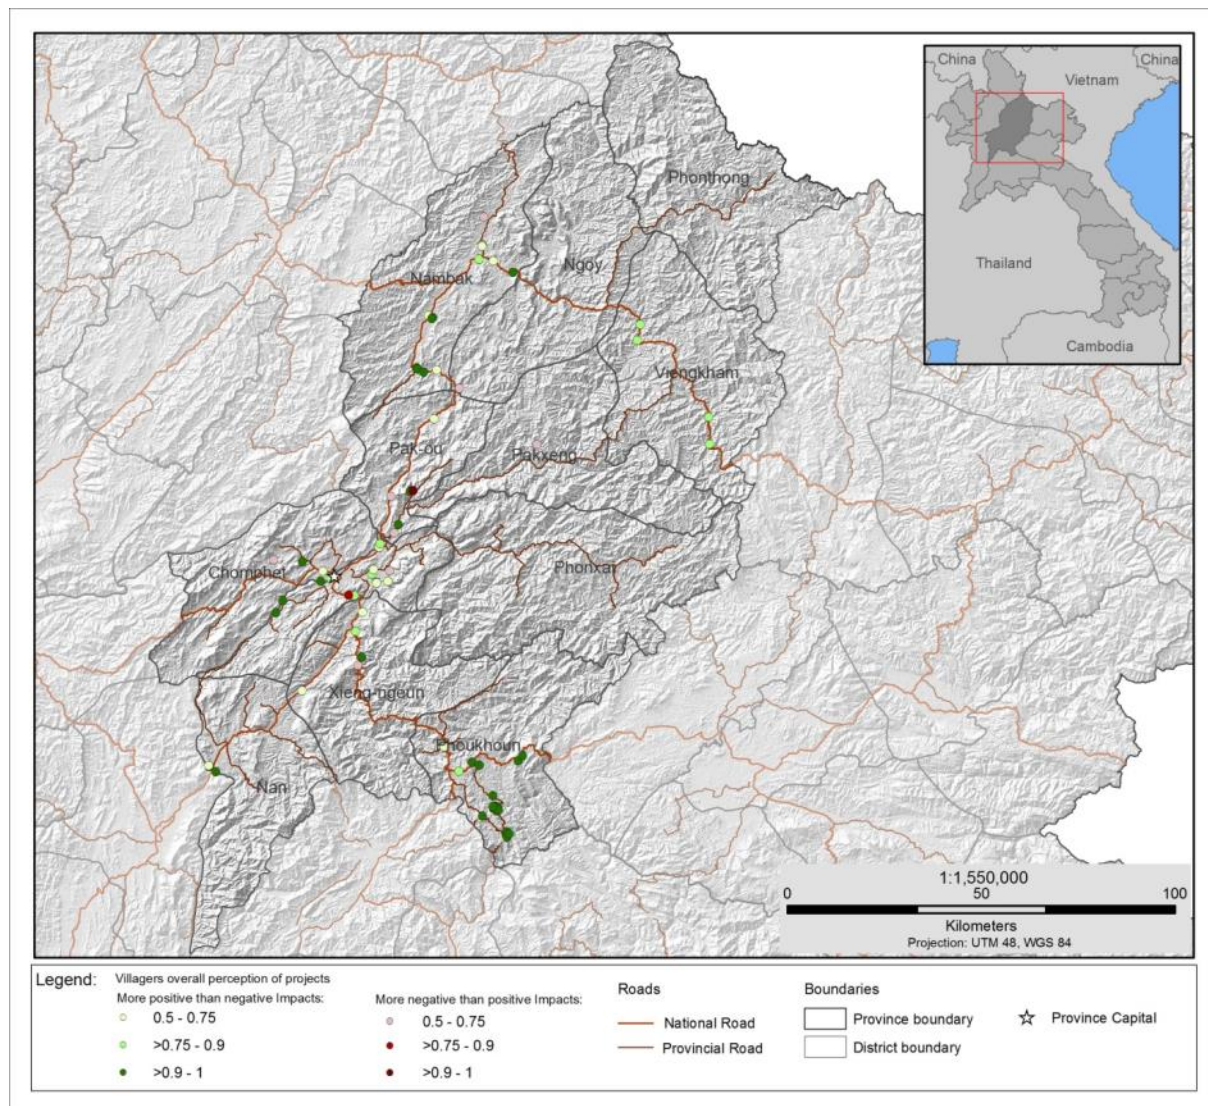 China
China
Vietnam
Thailand
Cambodia
Phonthong
Ngoy
Nambak
Viengkham
Pak-ou
Pakxeng
Chomphet
Phonxai
Xieng-ngeun
Phoukhoun
Nan
1:1,550,000
0 50 100
Kilometers
Projection: UTM 48, WGS 84
Legend: Villagers overall perception of projects
More positive than negative Impacts:
0.5 - 0.75
>0.75 - 0.9
>0.9 - 1
More negative than positive Impacts:
0.5 - 0.75
>0.75 - 0.9
>0.9 - 1
Roads
National Road
Provincial Road
Boundaries
Province boundary
District boundary
Province Capital